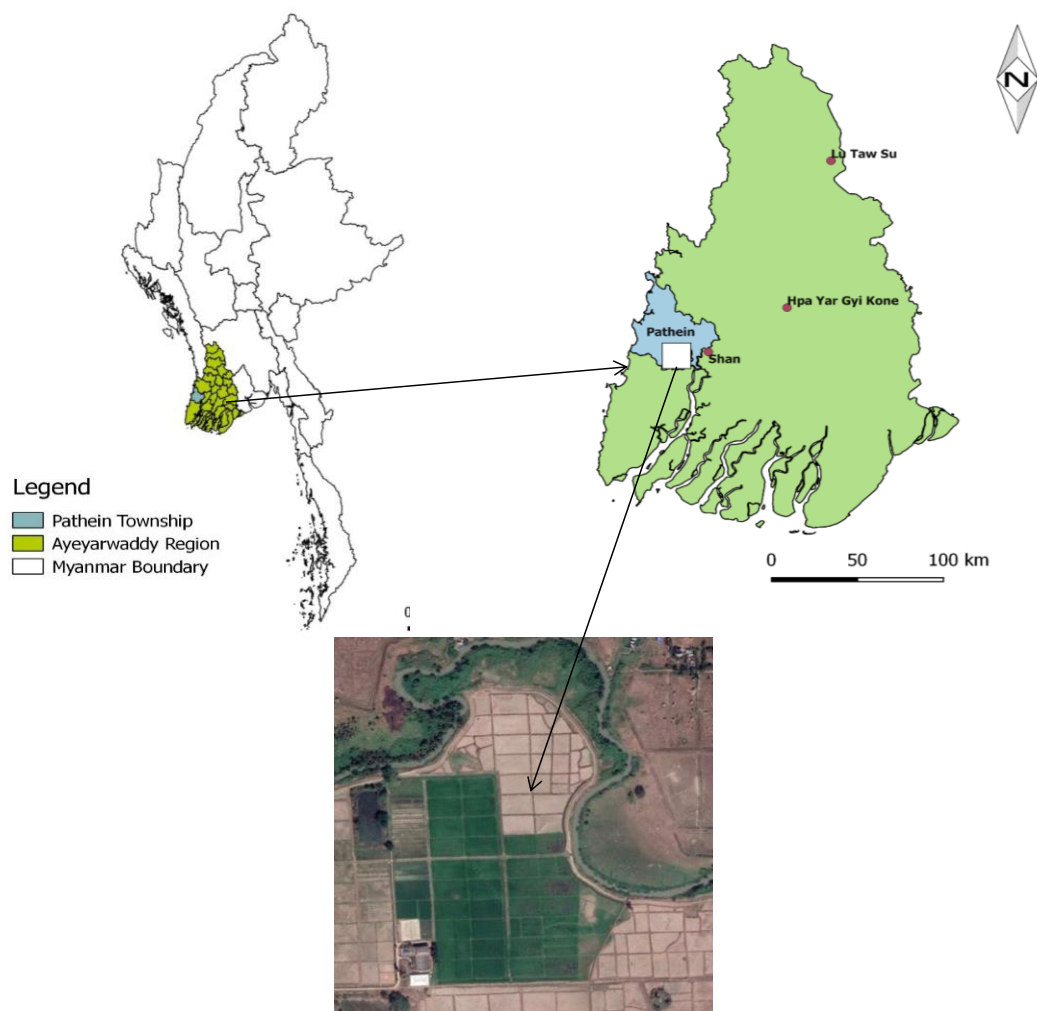 N
Lu Taw Su
Hpa Yar Gyi Kone
Pathein
Shan
Legend
Pathein Township
Ayeyarwaddy Region
Myanmar Boundary
0 50 100 km
0